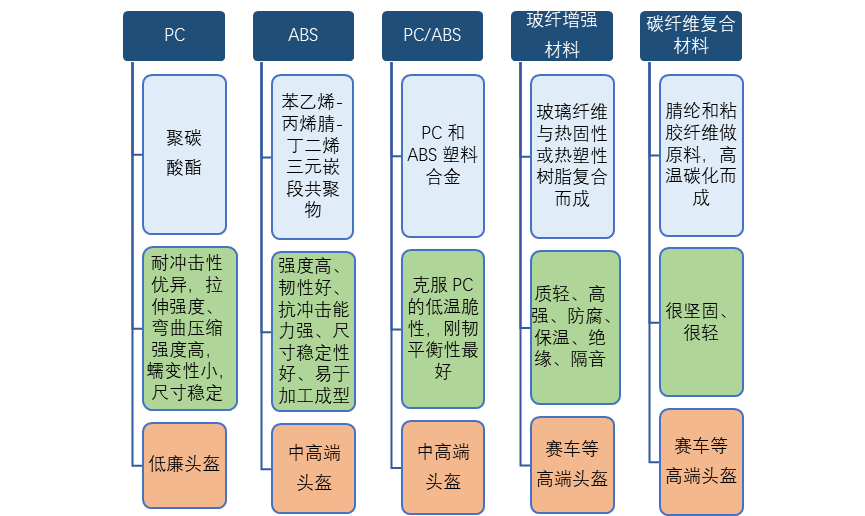 PC
聚碳
酸酯
耐冲击性
优异，拉
伸强度、
弯曲压缩
强度高，
蠕变性小，
尺寸稳定
低廉头盔
ABS
苯乙烯-
丙烯腈-
丁二烯
三元嵌
段共聚
物
强度高、
韧性好、
抗冲击能
力强、尺
寸稳定性
好、易于
加工成型
中高端
头盔
PC/ABS
PC 和
ABS 塑料
合金
克服 PC
的低温脆
性，刚韧
平衡性最
好
中高端
头盔
玻纤增强
材料
玻璃纤维
与热固性
或热塑性
树脂复合
而成
质轻、高
强、防腐、
保温、绝
缘、隔音
赛车等
高端头盔
碳纤维复合
材料
腈纶和粘
胶纤维做
原料，高
温碳化而
成
很坚固、
很轻
赛车等
高端头盔